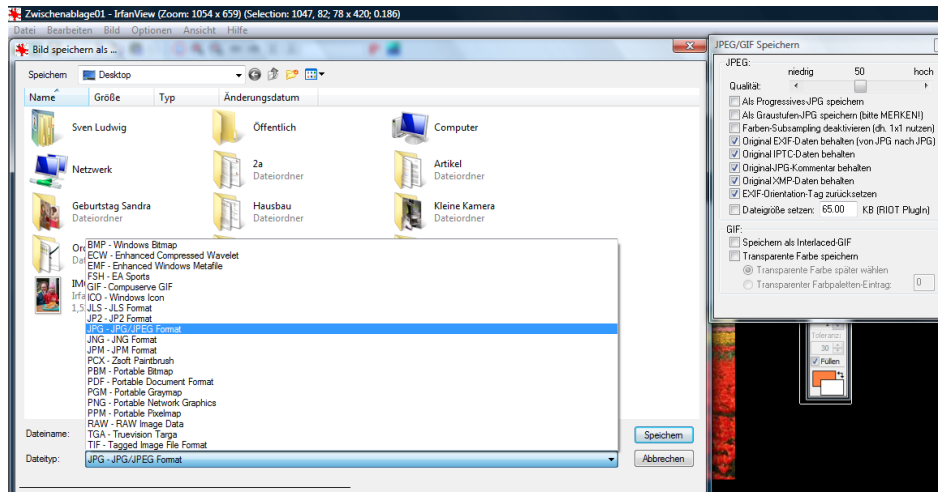 Zwischenablage01 - IrfanView (Zoom: 1054 x 659) (Selection: 1047, 82; 78 x 420; 0.186)
Datei Bearbeiten Bild Optionen Ansicht Hilfe
Bild speichern als ...
Speichern Desktop
Name Größe Typ Änderungsdatum
Sven Ludwig
Öffentlich
Computer
Netzwerk
2a
Dateiordner
Artikel
Dateiordner
Geburtstag Sandra
Dateiordner
Hausbau
Dateiordner
Kleine Kamera
Dateiordner
BMP - Windows Bitmap
ECW - Enhanced Compressed Wavelet
EMF - Enhanced Windows Metafile
FSH - EA Sports
GIF - Compuserve GIF
ICO - Windows Icon
JLS - JLS Format
JP2 - JP2 Format
JPG - JPG/JPEG Format
JNG - JNG Format
JPM - JPM Format
PCX - Zsoft Paintbrush
PBM - Portable Bitmap
PDF - Portable Document Format
PGM - Portable Graymap
PNG - Portable Network Graphics
PPM - Portable Pixelmap
RAW - RAW Image Data
TGA - Truevision Targa
TIF - Tagged Image File Format
Dateiname:
Speichern
Dateityp: JPG - JPG/JPEG Format
Abbrechen
JPEG/GIF Speichern
JPEG:
niedrig 50 hoch
Qualität:
Als Progressives-JPG speichern
Als Graustufen-JPG speichern (bitte MERKEN!)
Farben-Subsampling deaktivieren (dh. 1x1 nutzen)
Original EXIF-Daten behalten (von JPG nach JPG)
Original IPTC-Daten behalten
Original-JPG-Kommentar behalten
Original XMP-Daten behalten
EXIF-Orientation-Tag zurücksetzen
Dateigröße setzen: 65.00 KB (RIOT PlugIn)
GIF:
Speichern als Interlaced-GIF
Transparente Farbe speichern
Transparente Farbe später wählen
Transparenter Farbpaletten-Eintrag: 0
Toleranz:
30
Füllen